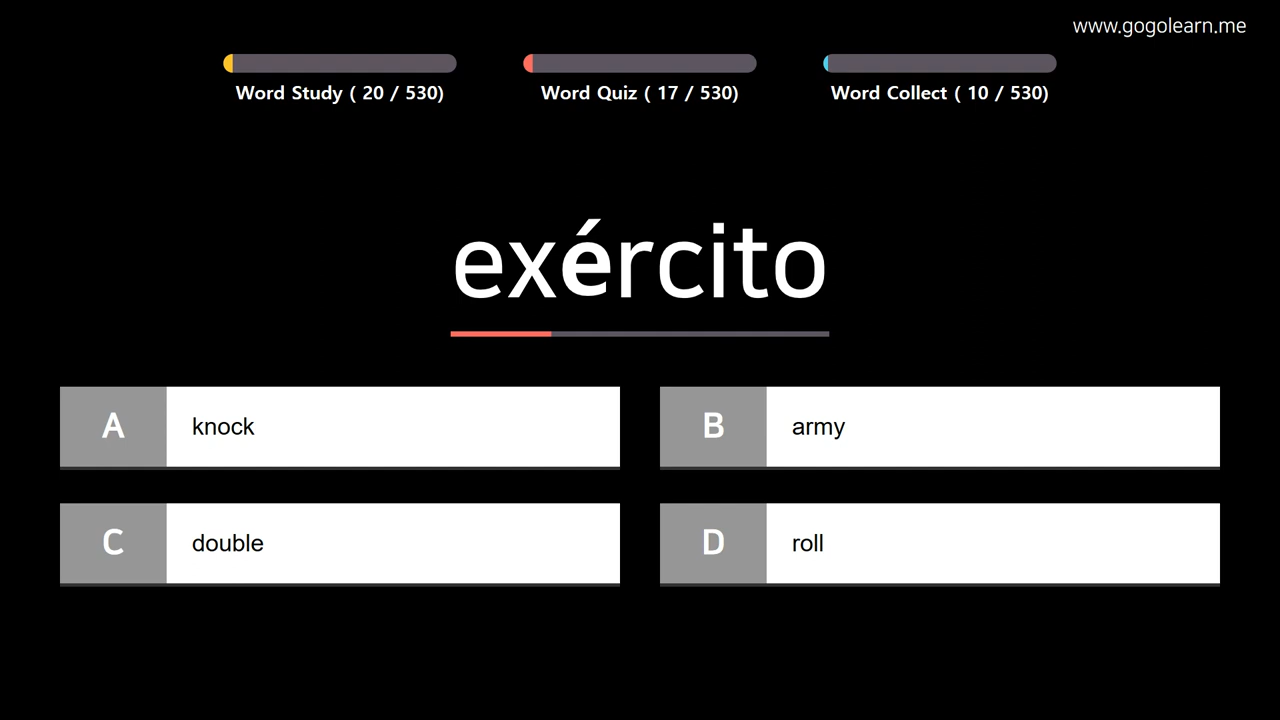 www.gogolearn.me
Word Study ( 20 / 530)
Word Quiz ( 17 / 530)
Word Collect ( 10 / 530)
exército
A knock
B army
C double
D roll